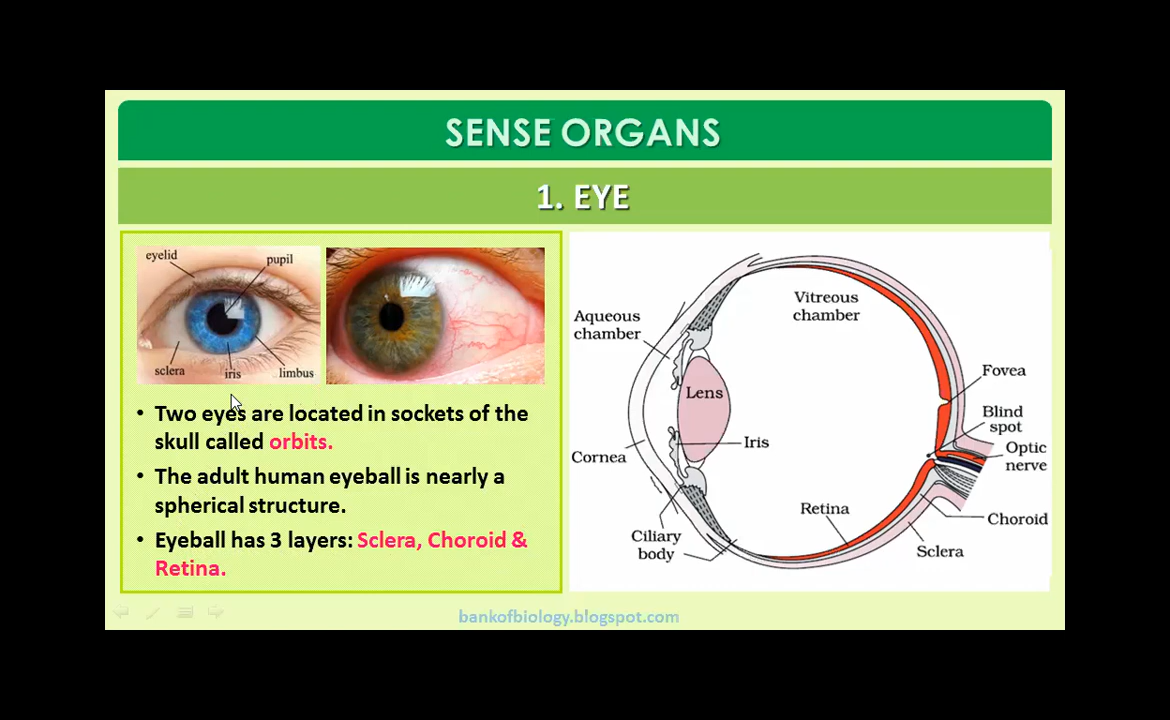 SENSE ORGANS
1. EYE
eyelid
pupil
sclera
iris
limbus
• Two eyes are located in sockets of the
skull called orbits.
• The adult human eyeball is nearly a
spherical structure.
• Eyeball has 3 layers: Sclera, Choroid &
Retina.
Aqueous
chamber
Vitreous
chamber
Lens
Fovea
Blind
spot
Optic
nerve
Iris
Cornea
Retina
Choroid
Ciliary
body
Sclera
bankofbiology.blogspot.com